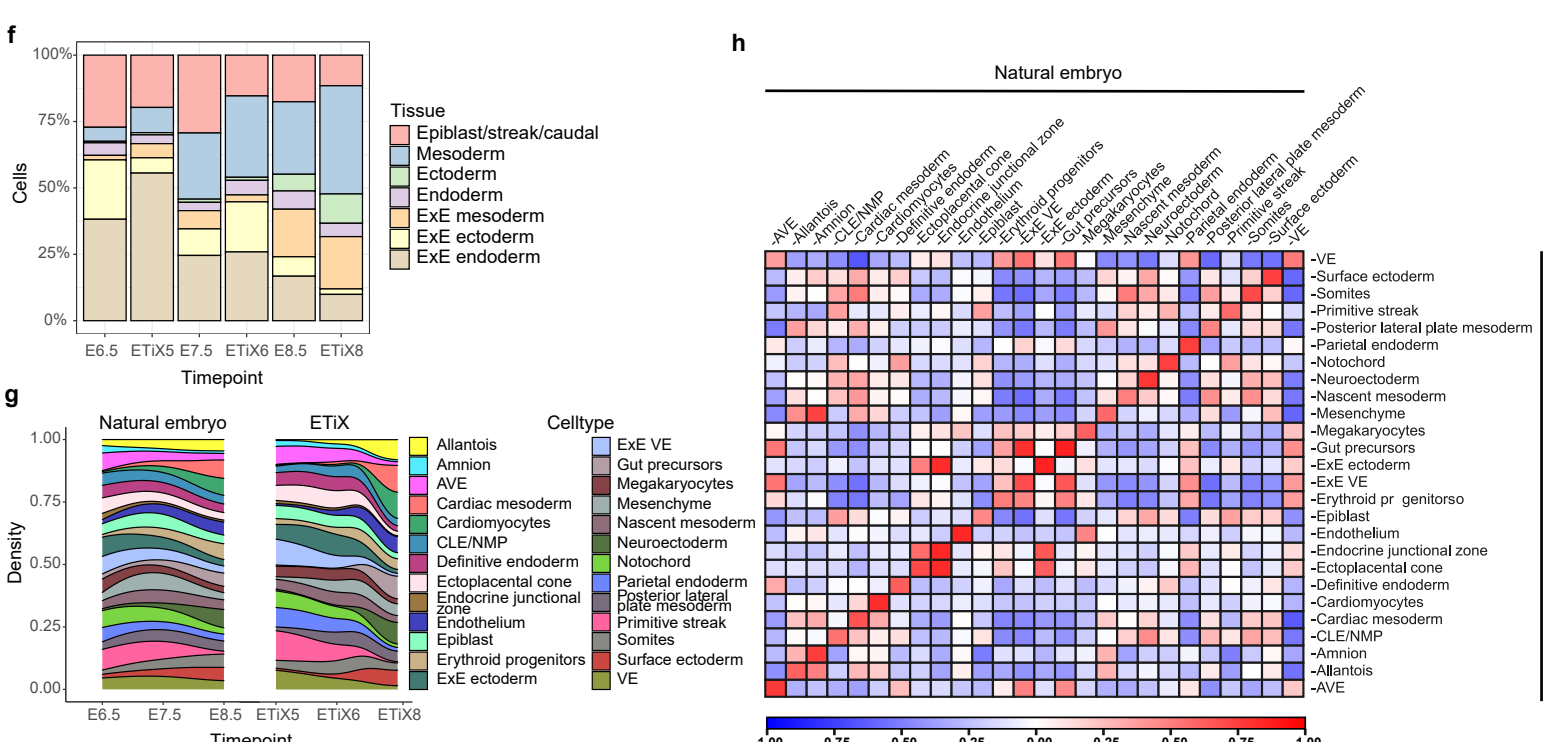 f
100%
75%
50%
25%
0%
Cells
E6.5 ETiX5 E7.5 ETiX6 E8.5 ETiX8
Timepoint
Tissue
Epiblast/streak/caudal
Mesoderm
Ectoderm
Endoderm
ExE mesoderm
ExE ectoderm
ExE endoderm
g
Natural embryo
ETiX
1.00
0.75
0.50
0.25
0.00
Density
E6.5 E7.5 E8.5 ETiX5 ETiX6 ETiX8
Timepoint
Celltype
Allantois
Amnion
AVE
Cardiac mesoderm
Cardiomyocytes
CLE/NMP
Definitive endoderm
Ectoplacental cone
Endocrine junctional
zone
Endothelium
Epiblast
Erythroid progenitors
ExE ectoderm
ExE VE
Gut precursors
Megakaryocytes
Mesenchyme
Nascent mesoderm
Neuroectoderm
Notochord
Parietal endoderm
Posterior lateral
plate mesoderm
Primitive streak
Somites
Surface ectoderm
VE
h
Natural embryo
-AVE
-Allantois
-Amnion
-CLE/NMP
-Cardiac mesoderm
-Cardiomyocytes
-Definitive endoderm
-Ectoplacental cone
-Endocrine junctional zone
-Endothelium
-Epiblast
-Erythroid progenitors
-ExE VE
-ExE ectoderm
-Gut precursors
-Megakaryocytes
-Mesenchyme
-Nascent mesoderm
-Neuroectoderm
-Notochord
-Parietal endoderm
-Posterior lateral plate mesoderm
-Primitive streak
-Somites
-Surface ectoderm
-VE
-VE
-Surface ectoderm
-Somites
-Primitive streak
-Posterior lateral plate mesoderm
-Parietal endoderm
-Notochord
-Neuroectoderm
-Nascent mesoderm
-Mesenchyme
-Megakaryocytes
-Gut precursors
-ExE ectoderm
-ExE VE
-Erythroid pr genitorso
-Epiblast
-Endothelium
-Endocrine junctional zone
-Ectoplacental cone
-Definitive endoderm
-Cardiomyocytes
-Cardiac mesoderm
-CLE/NMP
-Amnion
-Allantois
-AVE